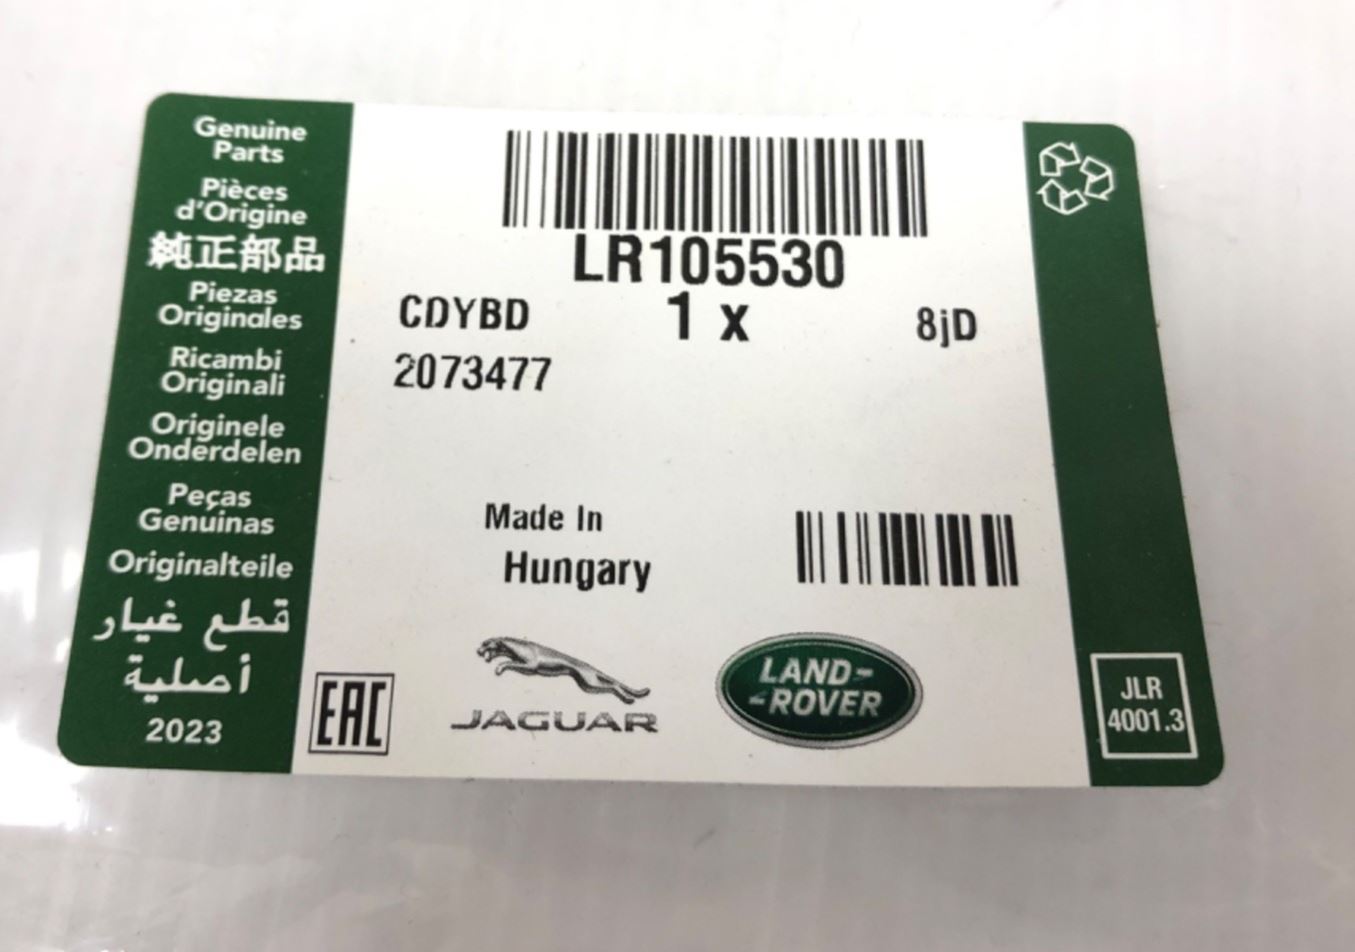 Genuine
Parts
Pièces
d'Origine
純正部品
Piezas
Originales
Ricambi
Originali
Originele
Onderdelen
Peças
Genuinas
Originalteile
قطع غيار
أصلية
2023
LR105530
CDYBD 1 x 8jD
2073477
Made In
Hungary
EAC
JAGUAR
LAND-
-ROVER
JLR
4001.3